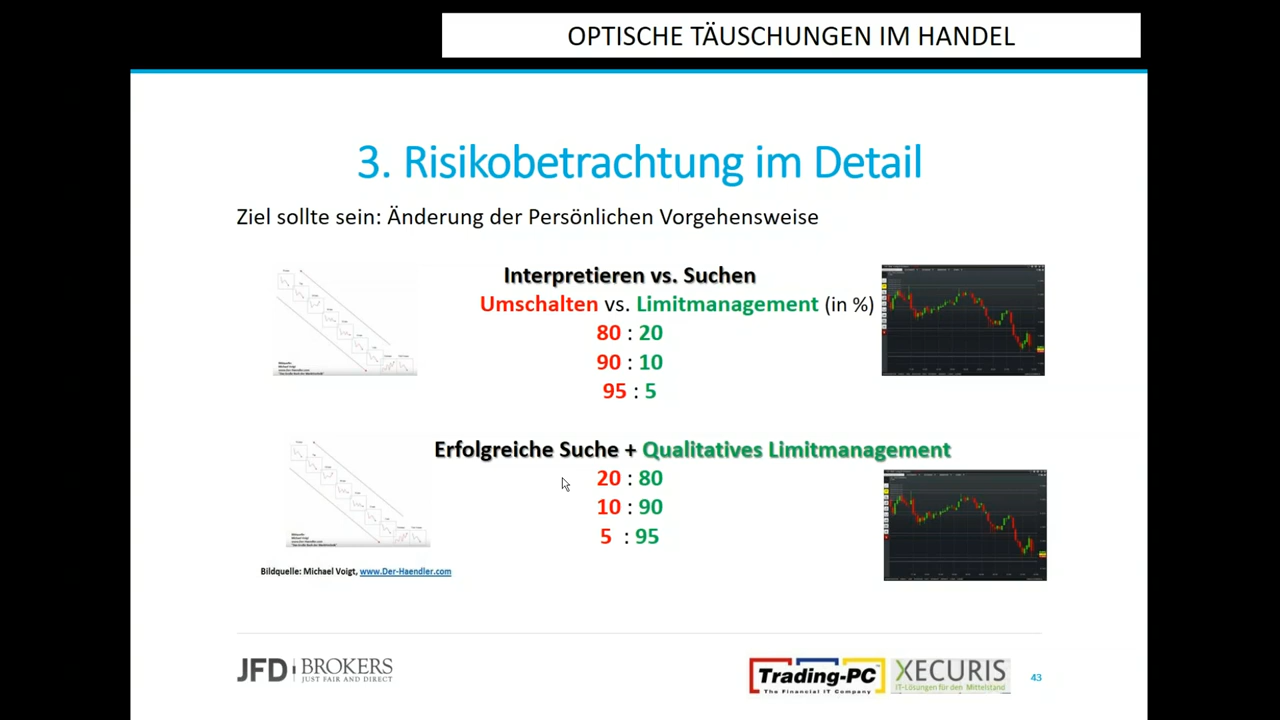 OPTISCHE TÄUSCHUNGEN IM HANDEL
3. Risikobetrachtung im Detail
Ziel sollte sein: Änderung der Persönlichen Vorgehensweise
Interpretieren vs. Suchen
Umschalten vs. Limitmanagement (in %)
80 : 20
90 : 10
95 : 5
Erfolgreiche Suche + Qualitatives Limitmanagement
20 : 80
10 : 90
5 : 95
Bildquelle: Michael Voigt, www.Der-Haendler.com
JFD BROKERS
JUST FAIR AND DIRECT
Trading-PC
The Financial IT Company
XECURIS
IT-Lösungen für den Mittelstand
43